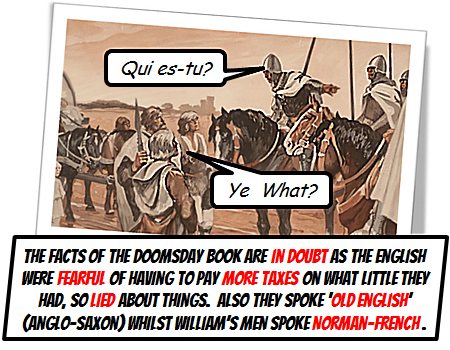 Qui es-tu?
Ye What?
THE FACTS OF THE DOOMSDAY BOOK ARE IN DOUBT AS THE ENGLISH
WERE FEARFUL OF HAVING TO PAY MORE TAXES ON WHAT LITTLE THEY
HAD, SO LIED ABOUT THINGS. ALSO THEY SPOKE 'OLD ENGLISH'
(ANGLO-SAXON) WHILST WILLIAM'S MEN SPOKE NORMAN-FRENCH.